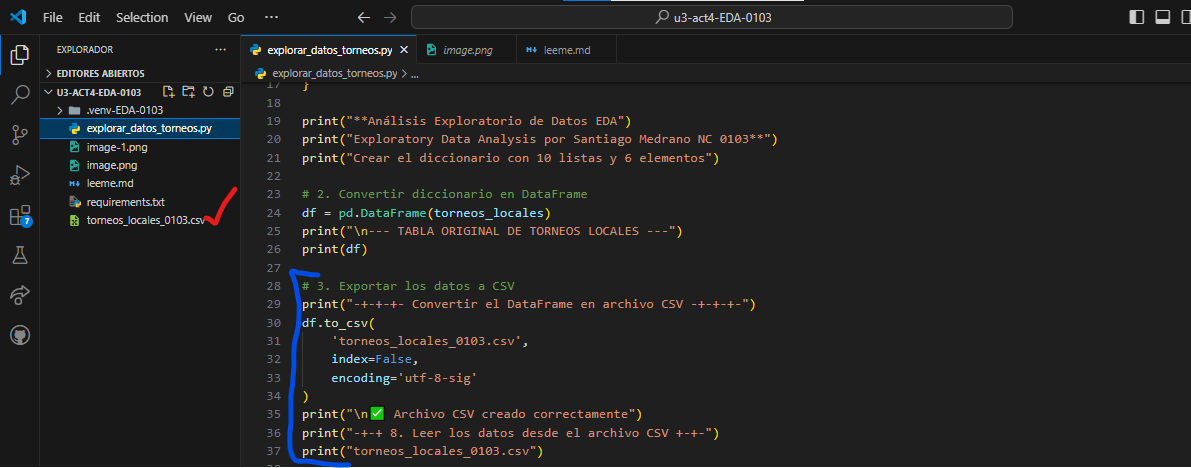 File Edit Selection View Go ··· u3-act4-EDA-0103
EXPLORADOR ···
EDITORES ABIERTOS
U3-ACT4-EDA-0103
.venv-EDA-0103
explorar_datos_torneos.py
image-1.png
image.png
leeme.md
requirements.txt
torneos_locales_0103.csv
7
explorar_datos_torneos.py × image.png leeme.md
explorar_datos_torneos.py > ...
17 }
18
19 print("**Análisis Exploratorio de Datos EDA")
20 print("Exploratory Data Analysis por Santiago Medrano NC 0103**")
21 print("Crear el diccionario con 10 listas y 6 elementos")
22
23 # 2. Convertir diccionario en DataFrame
24 df = pd.DataFrame(torneos_locales)
25 print("\n--- TABLA ORIGINAL DE TORNEOS LOCALES ---")
26 print(df)
27
28 # 3. Exportar los datos a CSV
29 print("-+-+-+- Convertir el DataFrame en archivo CSV -+-+-+-")
30 df.to_csv(
31 'torneos_locales_0103.csv',
32 index=False,
33 encoding='utf-8-sig'
34 )
35 print("\n✅ Archivo CSV creado correctamente")
36 print("-+-+ 8. Leer los datos desde el archivo CSV +-+-")
37 print("torneos_locales_0103.csv")